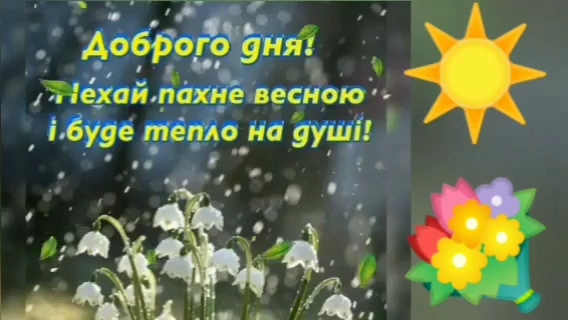 Доброго дня!
Нехай пахне весною
і буде тепло на душі!